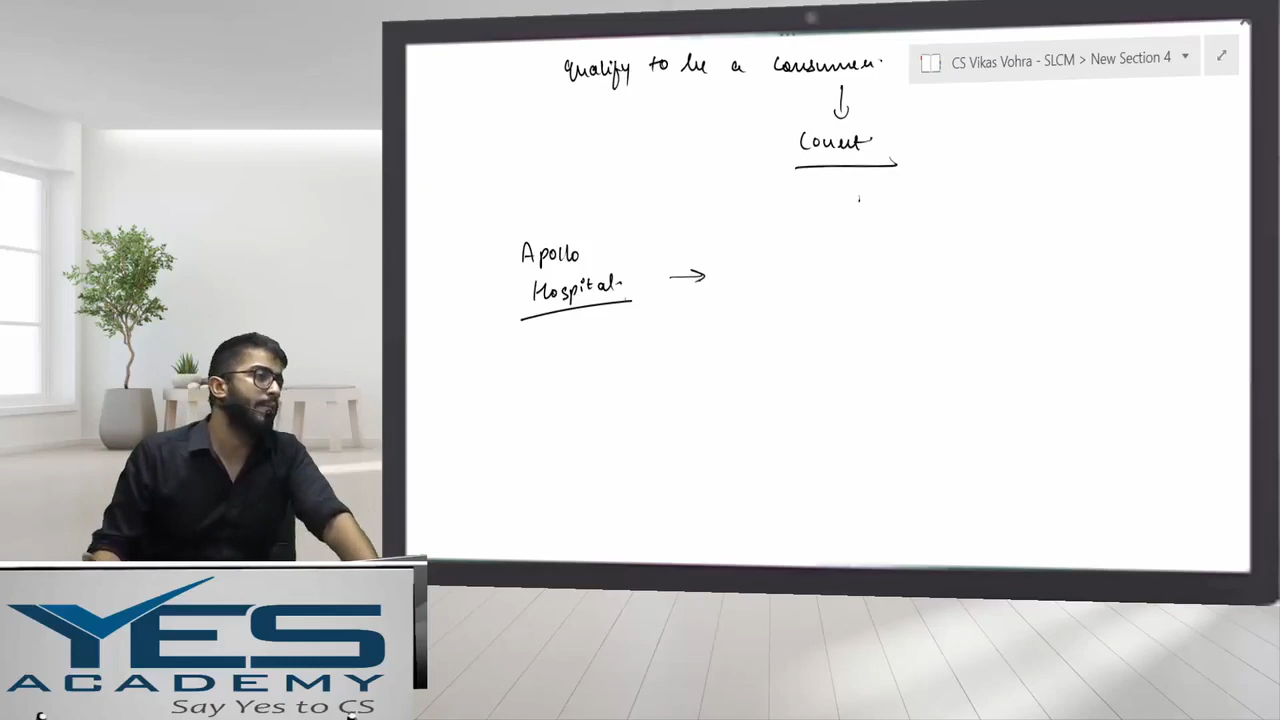 qualify to be a consumer.
CS Vikas Vohra - SLCM > New Section 4
Court
Apollo
Hospital.
YES
ACADEMY
Say Yes to CS